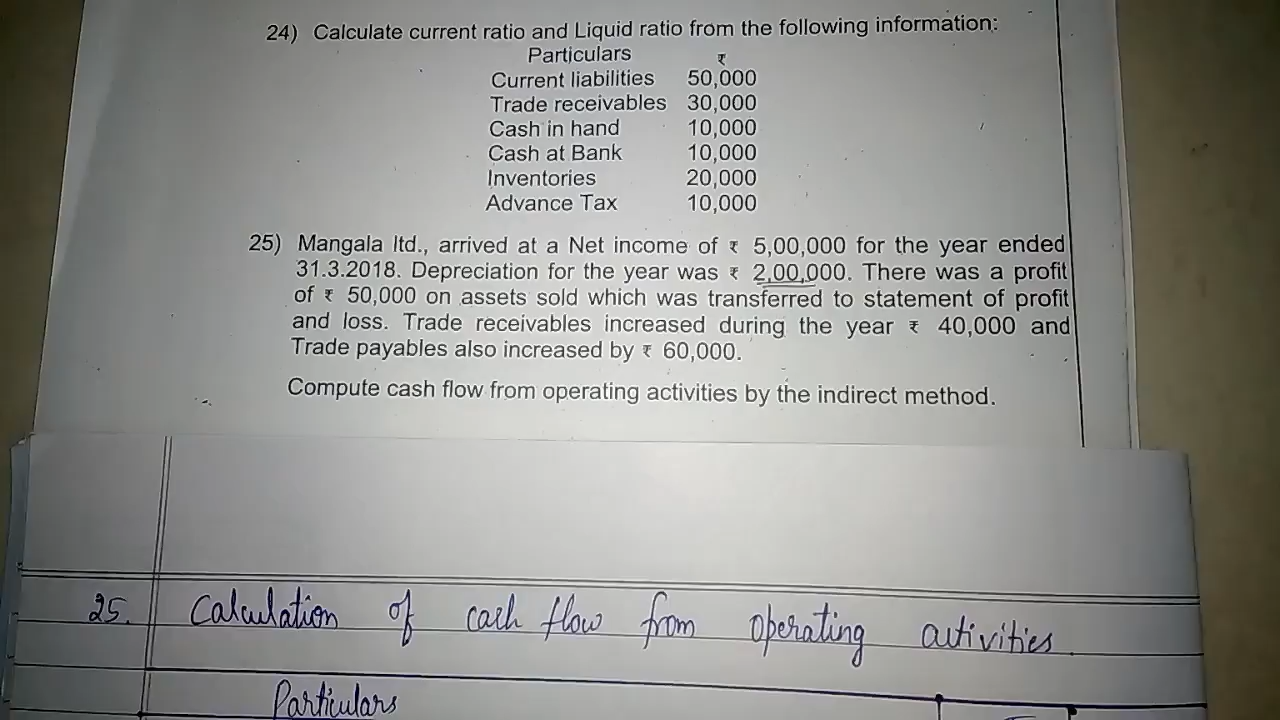 24) Calculate current ratio and Liquid ratio from the following information:
Particulars ₹
Current liabilities 50,000
Trade receivables 30,000
Cash in hand 10,000
Cash at Bank 10,000
Inventories 20,000
Advance Tax 10,000
25) Mangala ltd., arrived at a Net income of ₹ 5,00,000 for the year ended
31.3.2018. Depreciation for the year was ₹ 2,00,000. There was a profit
of ₹ 50,000 on assets sold which was transferred to statement of profit
and loss. Trade receivables increased during the year ₹ 40,000 and
Trade payables also increased by ₹ 60,000.
Compute cash flow from operating activities by the indirect method.
25. Calculation of cash flow from operating activities.
Particulars